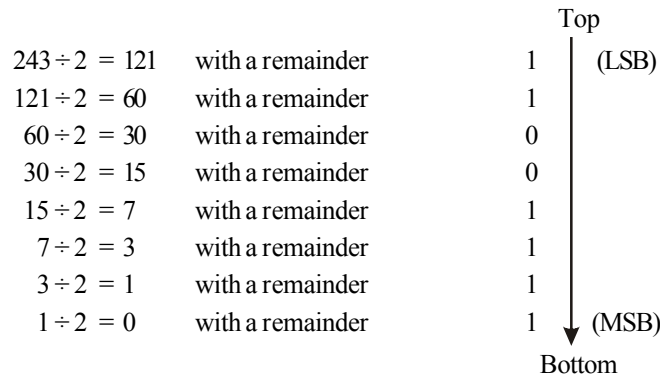 Top
243 ÷ 2 = 121 with a remainder 1 (LSB)
121 ÷ 2 = 60 with a remainder 1
60 ÷ 2 = 30 with a remainder 0
30 ÷ 2 = 15 with a remainder 0
15 ÷ 2 = 7 with a remainder 1
7 ÷ 2 = 3 with a remainder 1
3 ÷ 2 = 1 with a remainder 1
1 ÷ 2 = 0 with a remainder 1 (MSB)
Bottom